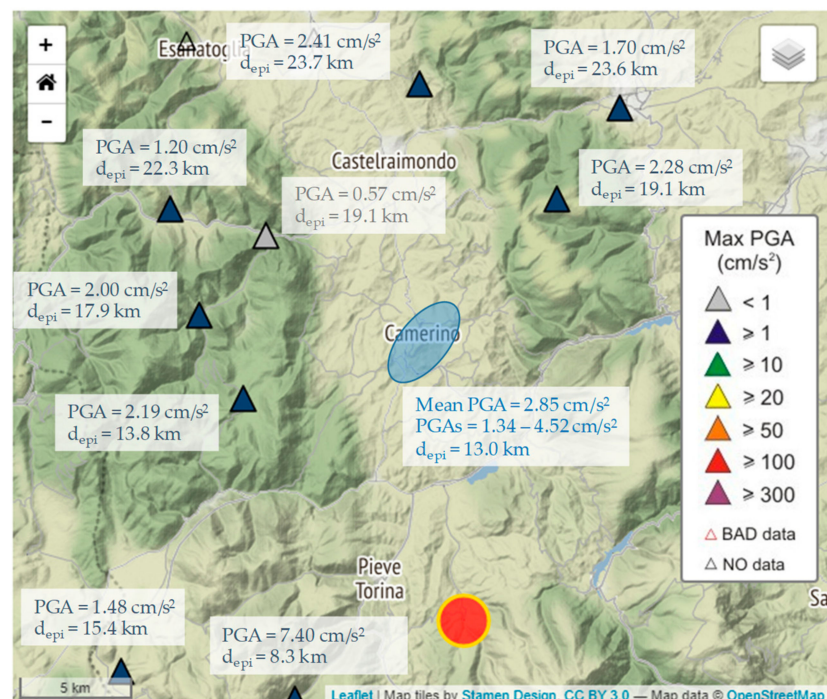 +
−
Esanatoglia
PGA = 2.41 cm/s²
d_epi = 23.7 km
PGA = 1.70 cm/s²
d_epi = 23.6 km
PGA = 1.20 cm/s²
d_epi = 22.3 km
Castelraimondo
PGA = 0.57 cm/s²
d_epi = 19.1 km
PGA = 2.28 cm/s²
d_epi = 19.1 km
PGA = 2.00 cm/s²
d_epi = 17.9 km
Camerino
PGA = 2.19 cm/s²
d_epi = 13.8 km
Mean PGA = 2.85 cm/s²
PGAs = 1.34 – 4.52 cm/s²
d_epi = 13.0 km
Max PGA
(cm/s²)
< 1
⩾ 1
⩾ 10
⩾ 20
⩾ 50
⩾ 100
⩾ 300
BAD data
NO data
Pieve
Torina
Sa
PGA = 1.48 cm/s²
d_epi = 15.4 km
PGA = 7.40 cm/s²
d_epi = 8.3 km
5 km
Leaflet | Map tiles by Stamen Design, CC BY 3.0 — Map data © OpenStreetMap